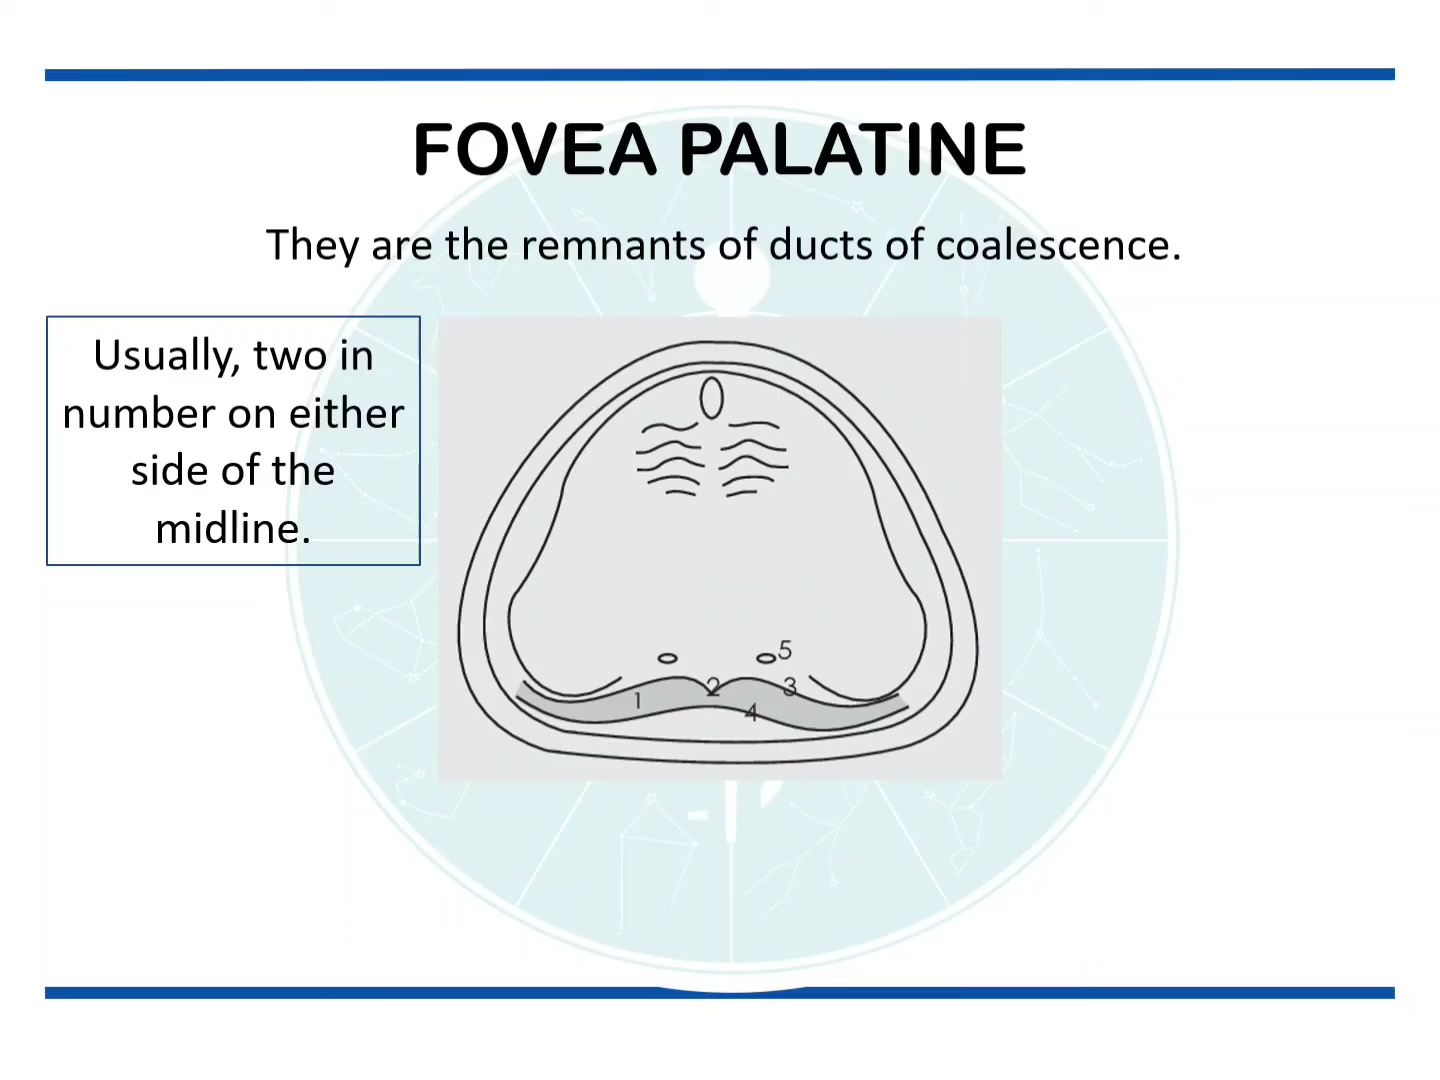 FOVEA PALATINE
They are the remnants of ducts of coalescence.
Usually, two in
number on either
side of the
midline.
5
2
3
1
4